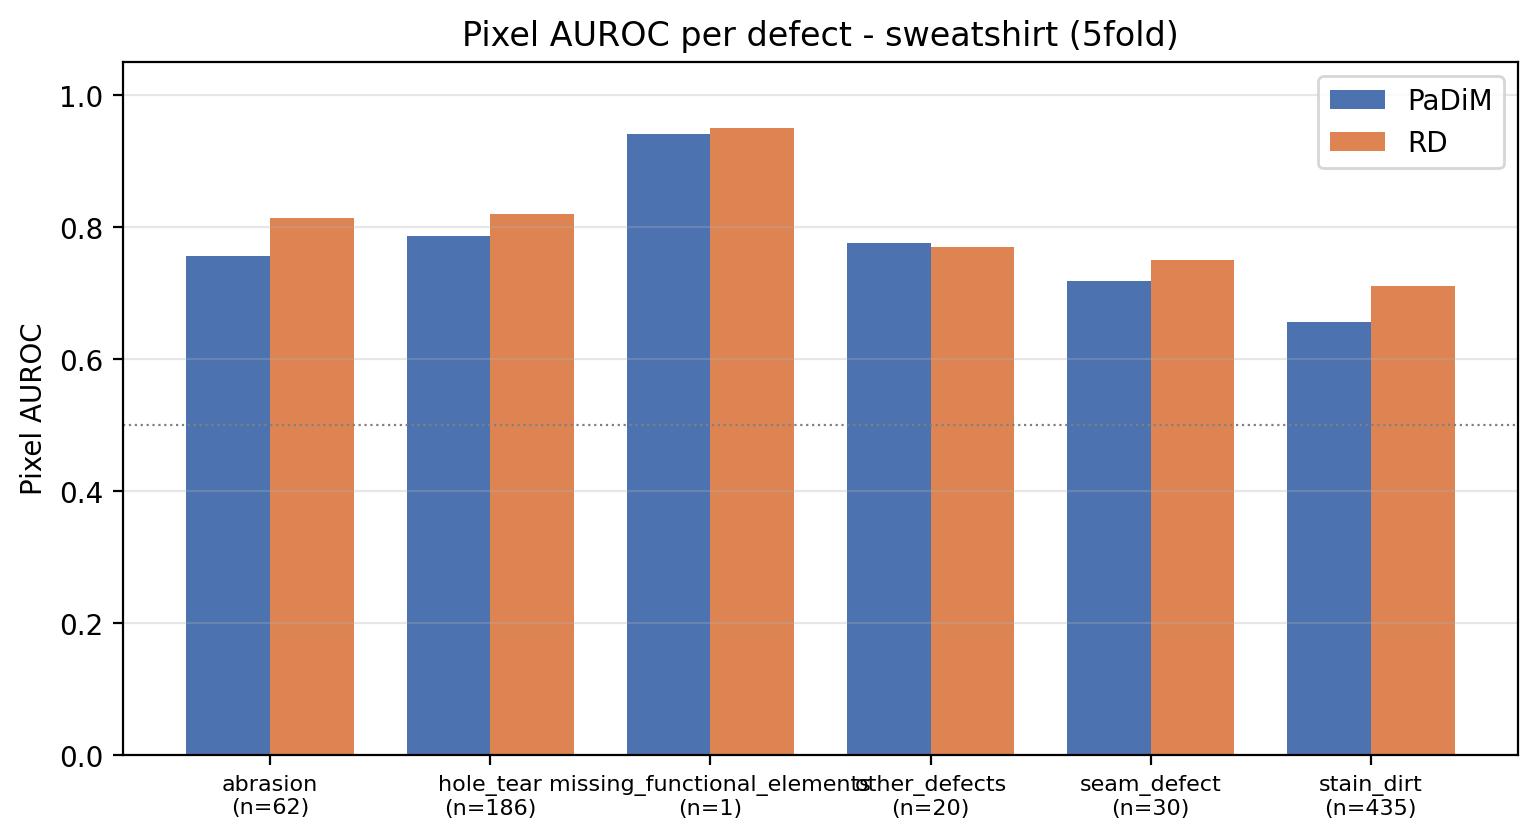 Pixel AUROC per defect - sweatshirt (5fold)
PaDiM
RD
Pixel AUROC
1.0
0.8
0.6
0.4
0.2
0.0
abrasion
(n=62)
hole_tear
(n=186)
missing_functional_elements
(n=1)
other_defects
(n=20)
seam_defect
(n=30)
stain_dirt
(n=435)